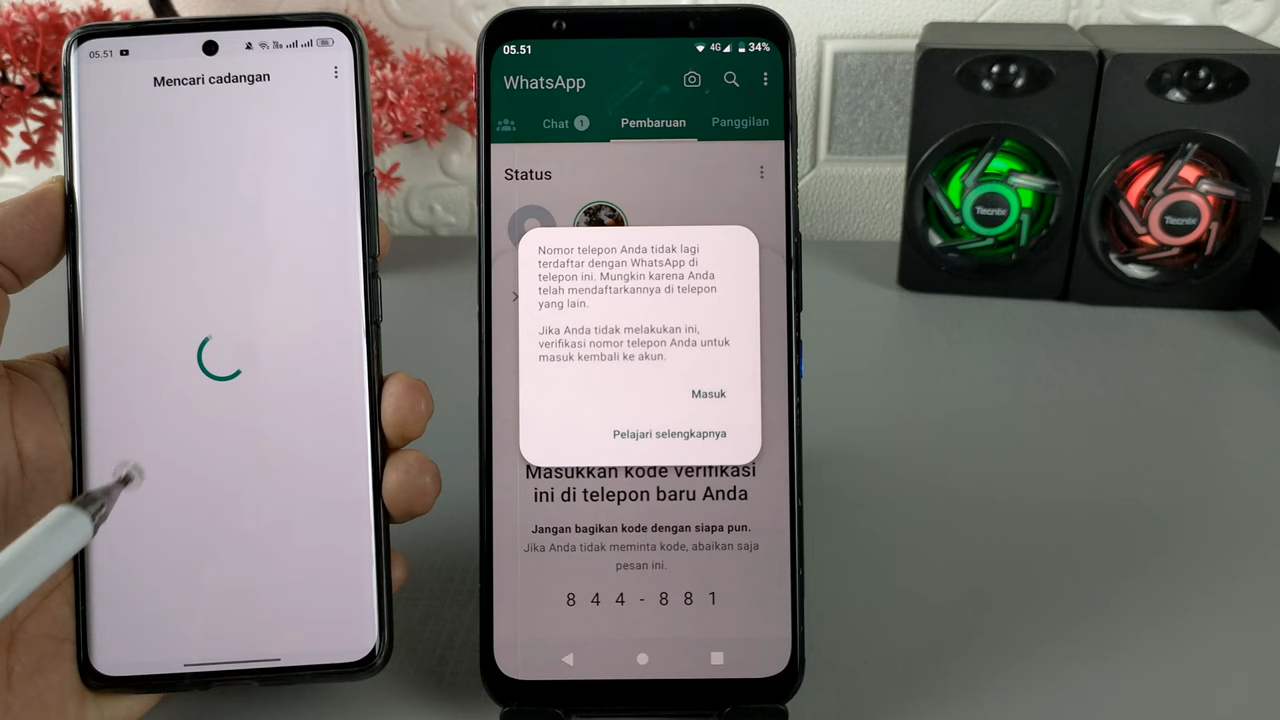 05.51
86
Mencari cadangan
05.51
4G
34%
WhatsApp
Chat 1
Pembaruan
Panggilan
Status
Nomor telepon Anda tidak lagi
terdaftar dengan WhatsApp di
telepon ini. Mungkin karena Anda
telah mendaftarkannya di telepon
yang lain.
Jika Anda tidak melakukan ini,
verifikasi nomor telepon Anda untuk
masuk kembali ke akun.
Masuk
Pelajari selengkapnya
Masukkan kode verifikasi
ini di telepon baru Anda
Jangan bagikan kode dengan siapa pun.
Jika Anda tidak meminta kode, abaikan saja
pesan ini.
844-881
Tecnix
Tecnix